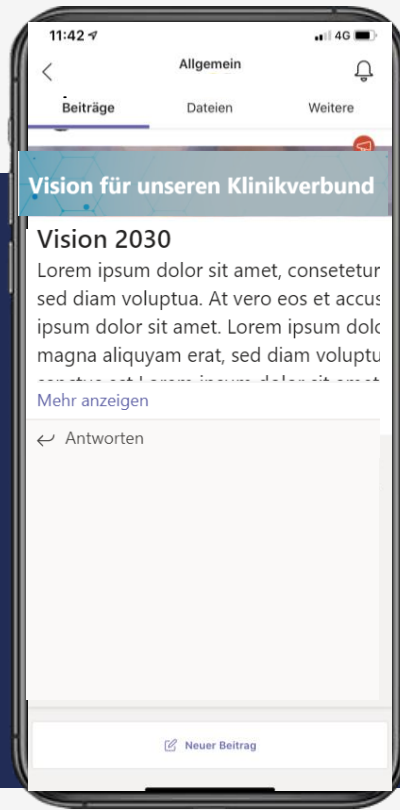 11:42
4G
Allgemein
Beiträge Dateien Weitere
Vision für unseren Klinikverbund
Vision 2030
Lorem ipsum dolor sit amet, consetetur
sed diam voluptua. At vero eos et accus
ipsum dolor sit amet. Lorem ipsum dolo
magna aliquyam erat, sed diam voluptu
Mehr anzeigen
Antworten
Neuer Beitrag